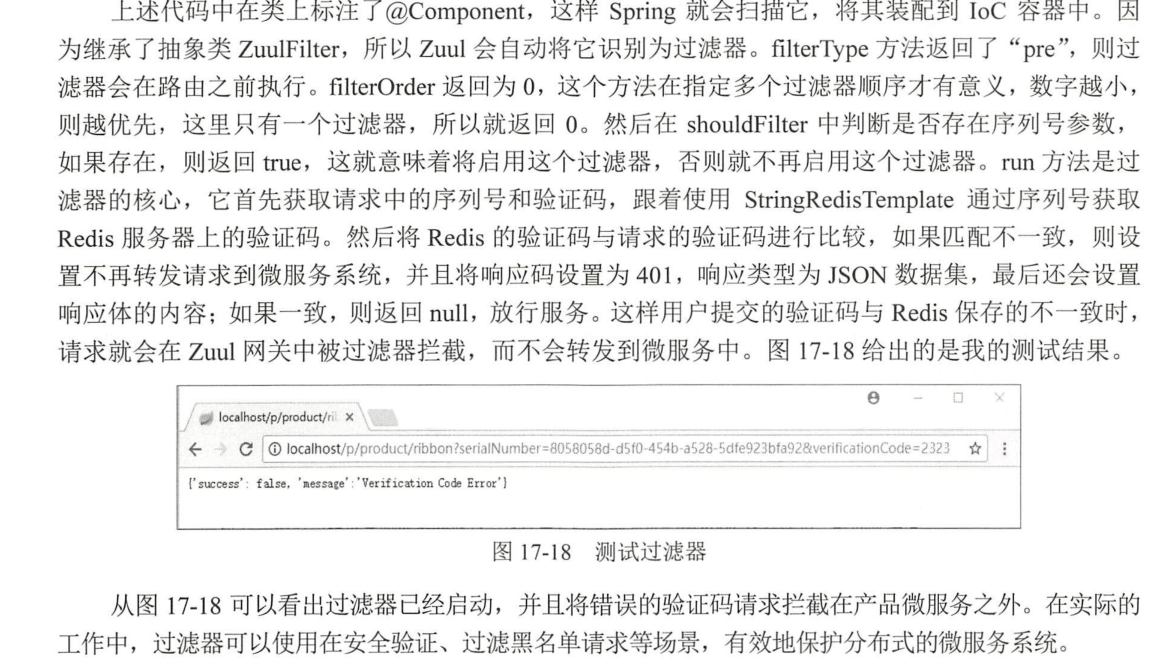 上述代码中在类上标注了@Component，这样 Spring 就会扫描它，将其装配到 IoC 容器中。因
为继承了抽象类 ZuulFilter，所以 Zuul 会自动将它识别为过滤器。filterType 方法返回了“pre”，则过
滤器会在路由之前执行。filterOrder 返回为 0，这个方法在指定多个过滤器顺序才有意义，数字越小，
则越优先，这里只有一个过滤器，所以就返回 0。然后在 shouldFilter 中判断是否存在序列号参数，
如果存在，则返回 true，这就意味着将启用这个过滤器，否则就不再启用这个过滤器。run 方法是过
滤器的核心，它首先获取请求中的序列号和验证码，跟着使用 StringRedisTemplate 通过序列号获取
Redis 服务器上的验证码。然后将 Redis 的验证码与请求的验证码进行比较，如果匹配不一致，则设
置不再转发请求到微服务系统，并且将响应码设置为 401，响应类型为 JSON 数据集，最后还会设置
响应体的内容；如果一致，则返回 null，放行服务。这样用户提交的验证码与 Redis 保存的不一致时，
请求就会在 Zuul 网关中被过滤器拦截，而不会转发到微服务中。图 17-18 给出的是我的测试结果。
localhost/p/product/ri
localhost/p/product/ribbon?serialNumber=8058058d-d5f0-454b-a528-5dfe923bfa92&verificationCode=2323
{'success': false, 'message':'Verification Code Error'}
图 17-18 测试过滤器
从图 17-18 可以看出过滤器已经启动，并且将错误的验证码请求拦截在产品微服务之外。在实际的
工作中，过滤器可以使用在安全验证、过滤黑名单请求等场景，有效地保护分布式的微服务系统。